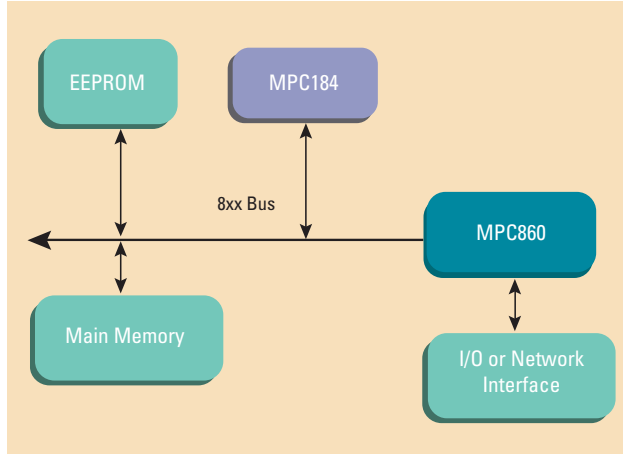 EEPROM
MPC184
8xx Bus
MPC860
Main Memory
I/O or Network
Interface